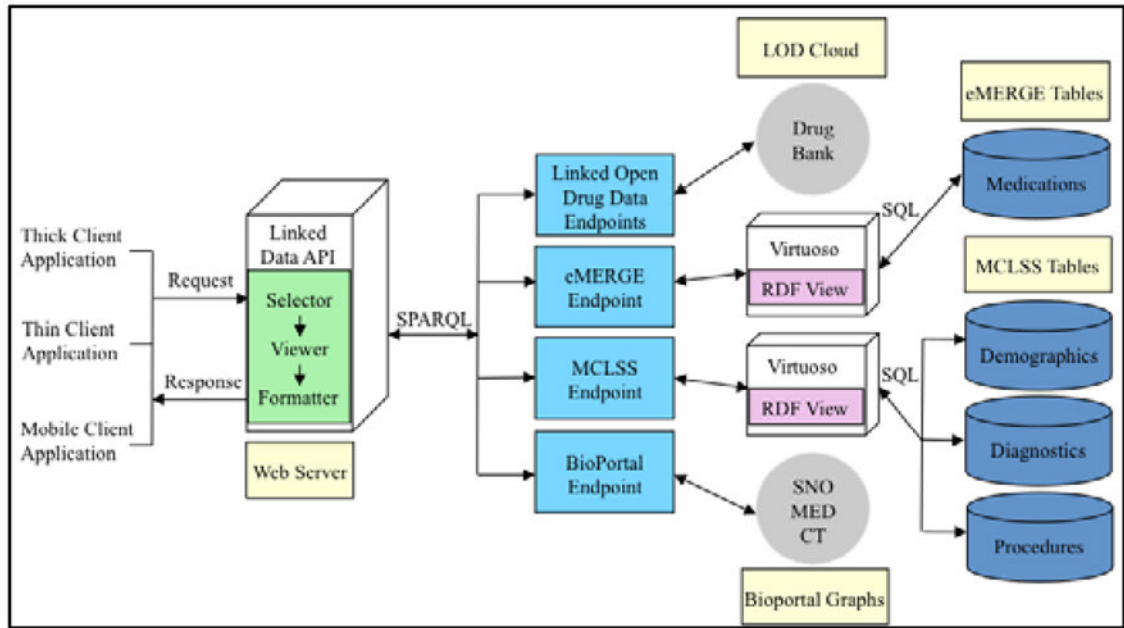 Thick Client
Application
Thin Client
Application
Mobile Client
Application
Request
Response
Linked
Data API
Selector
Viewer
Formatter
Web Server
SPARQL
Linked Open
Drug Data
Endpoints
eMERGE
Endpoint
MCLSS
Endpoint
BioPortal
Endpoint
LOD Cloud
Drug
Bank
Virtuoso
RDF View
Virtuoso
RDF View
SNO
MED
CT
Bioportal Graphs
SQL
SQL
eMERGE Tables
Medications
MCLSS Tables
Demographics
Diagnostics
Procedures